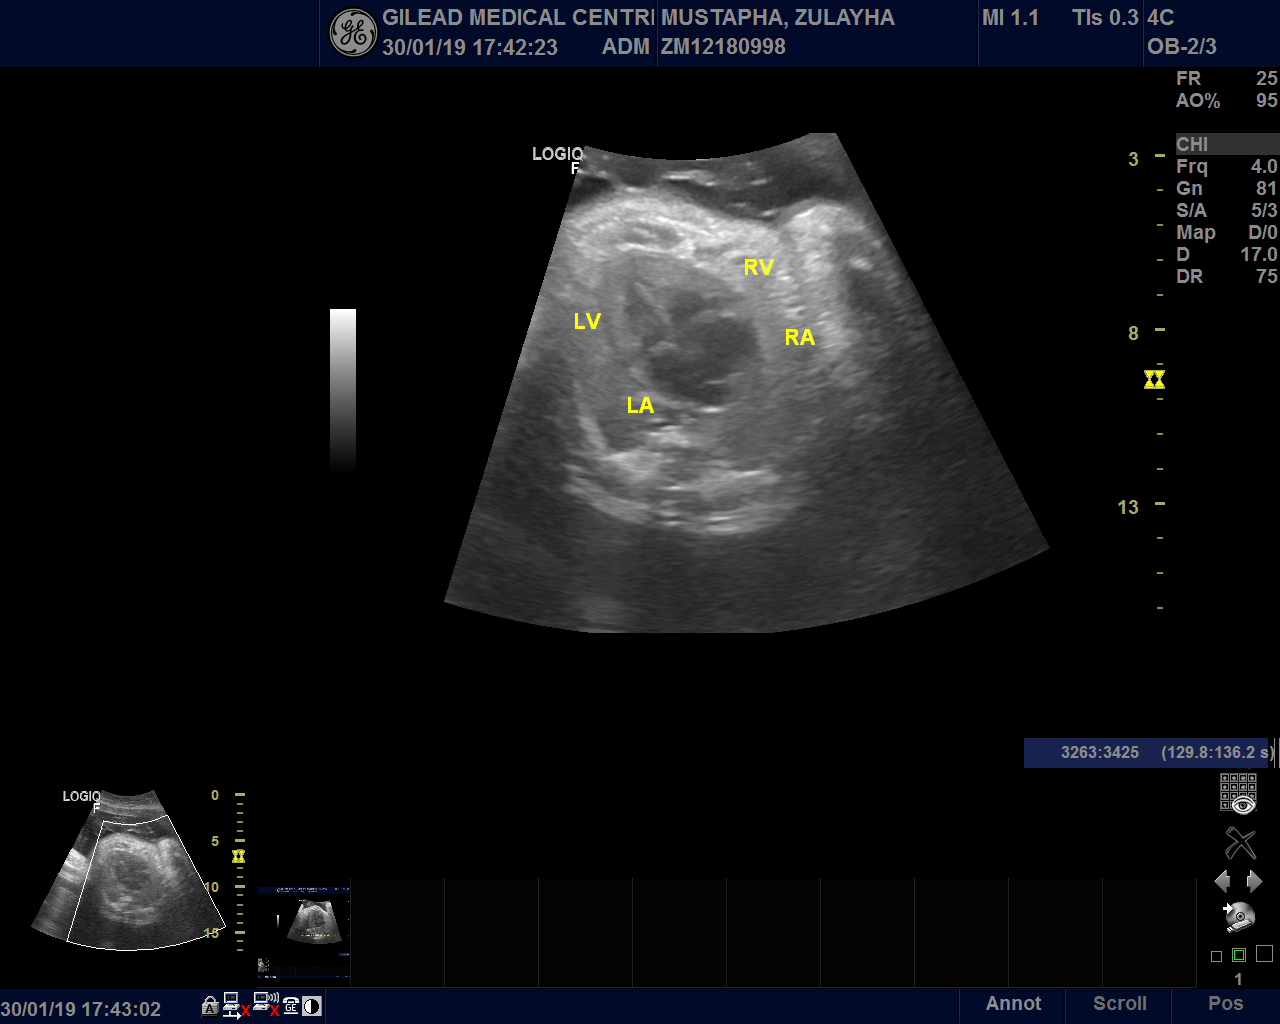 GILEAD MEDICAL CENTRE MUSTAPHA, ZULAYHA MI 1.1 TIs 0.3 4C
30/01/19 17:42:23 ADM ZM12180998 OB-2/3
FR 25
AO% 95
CHI
Frq 4.0
Gn 81
S/A 5/3
Map D/0
D 17.0
DR 75
LOGIQ
F
3
8
13
RV
LV
RA
LA
3263:3425 (129.8:136.2 s)
LOGIQ
F
0
5
10
15
1
30/01/19 17:43:02
Annot Scroll Pos